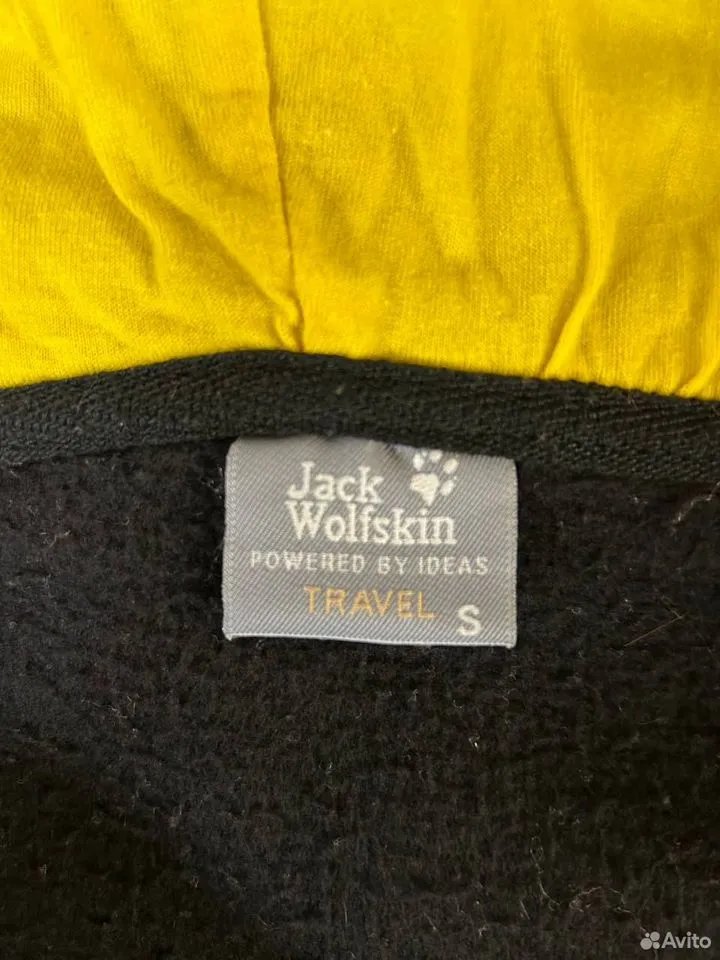 Jack
Wolfskin
POWERED BY IDEAS
TRAVEL
S
Avito